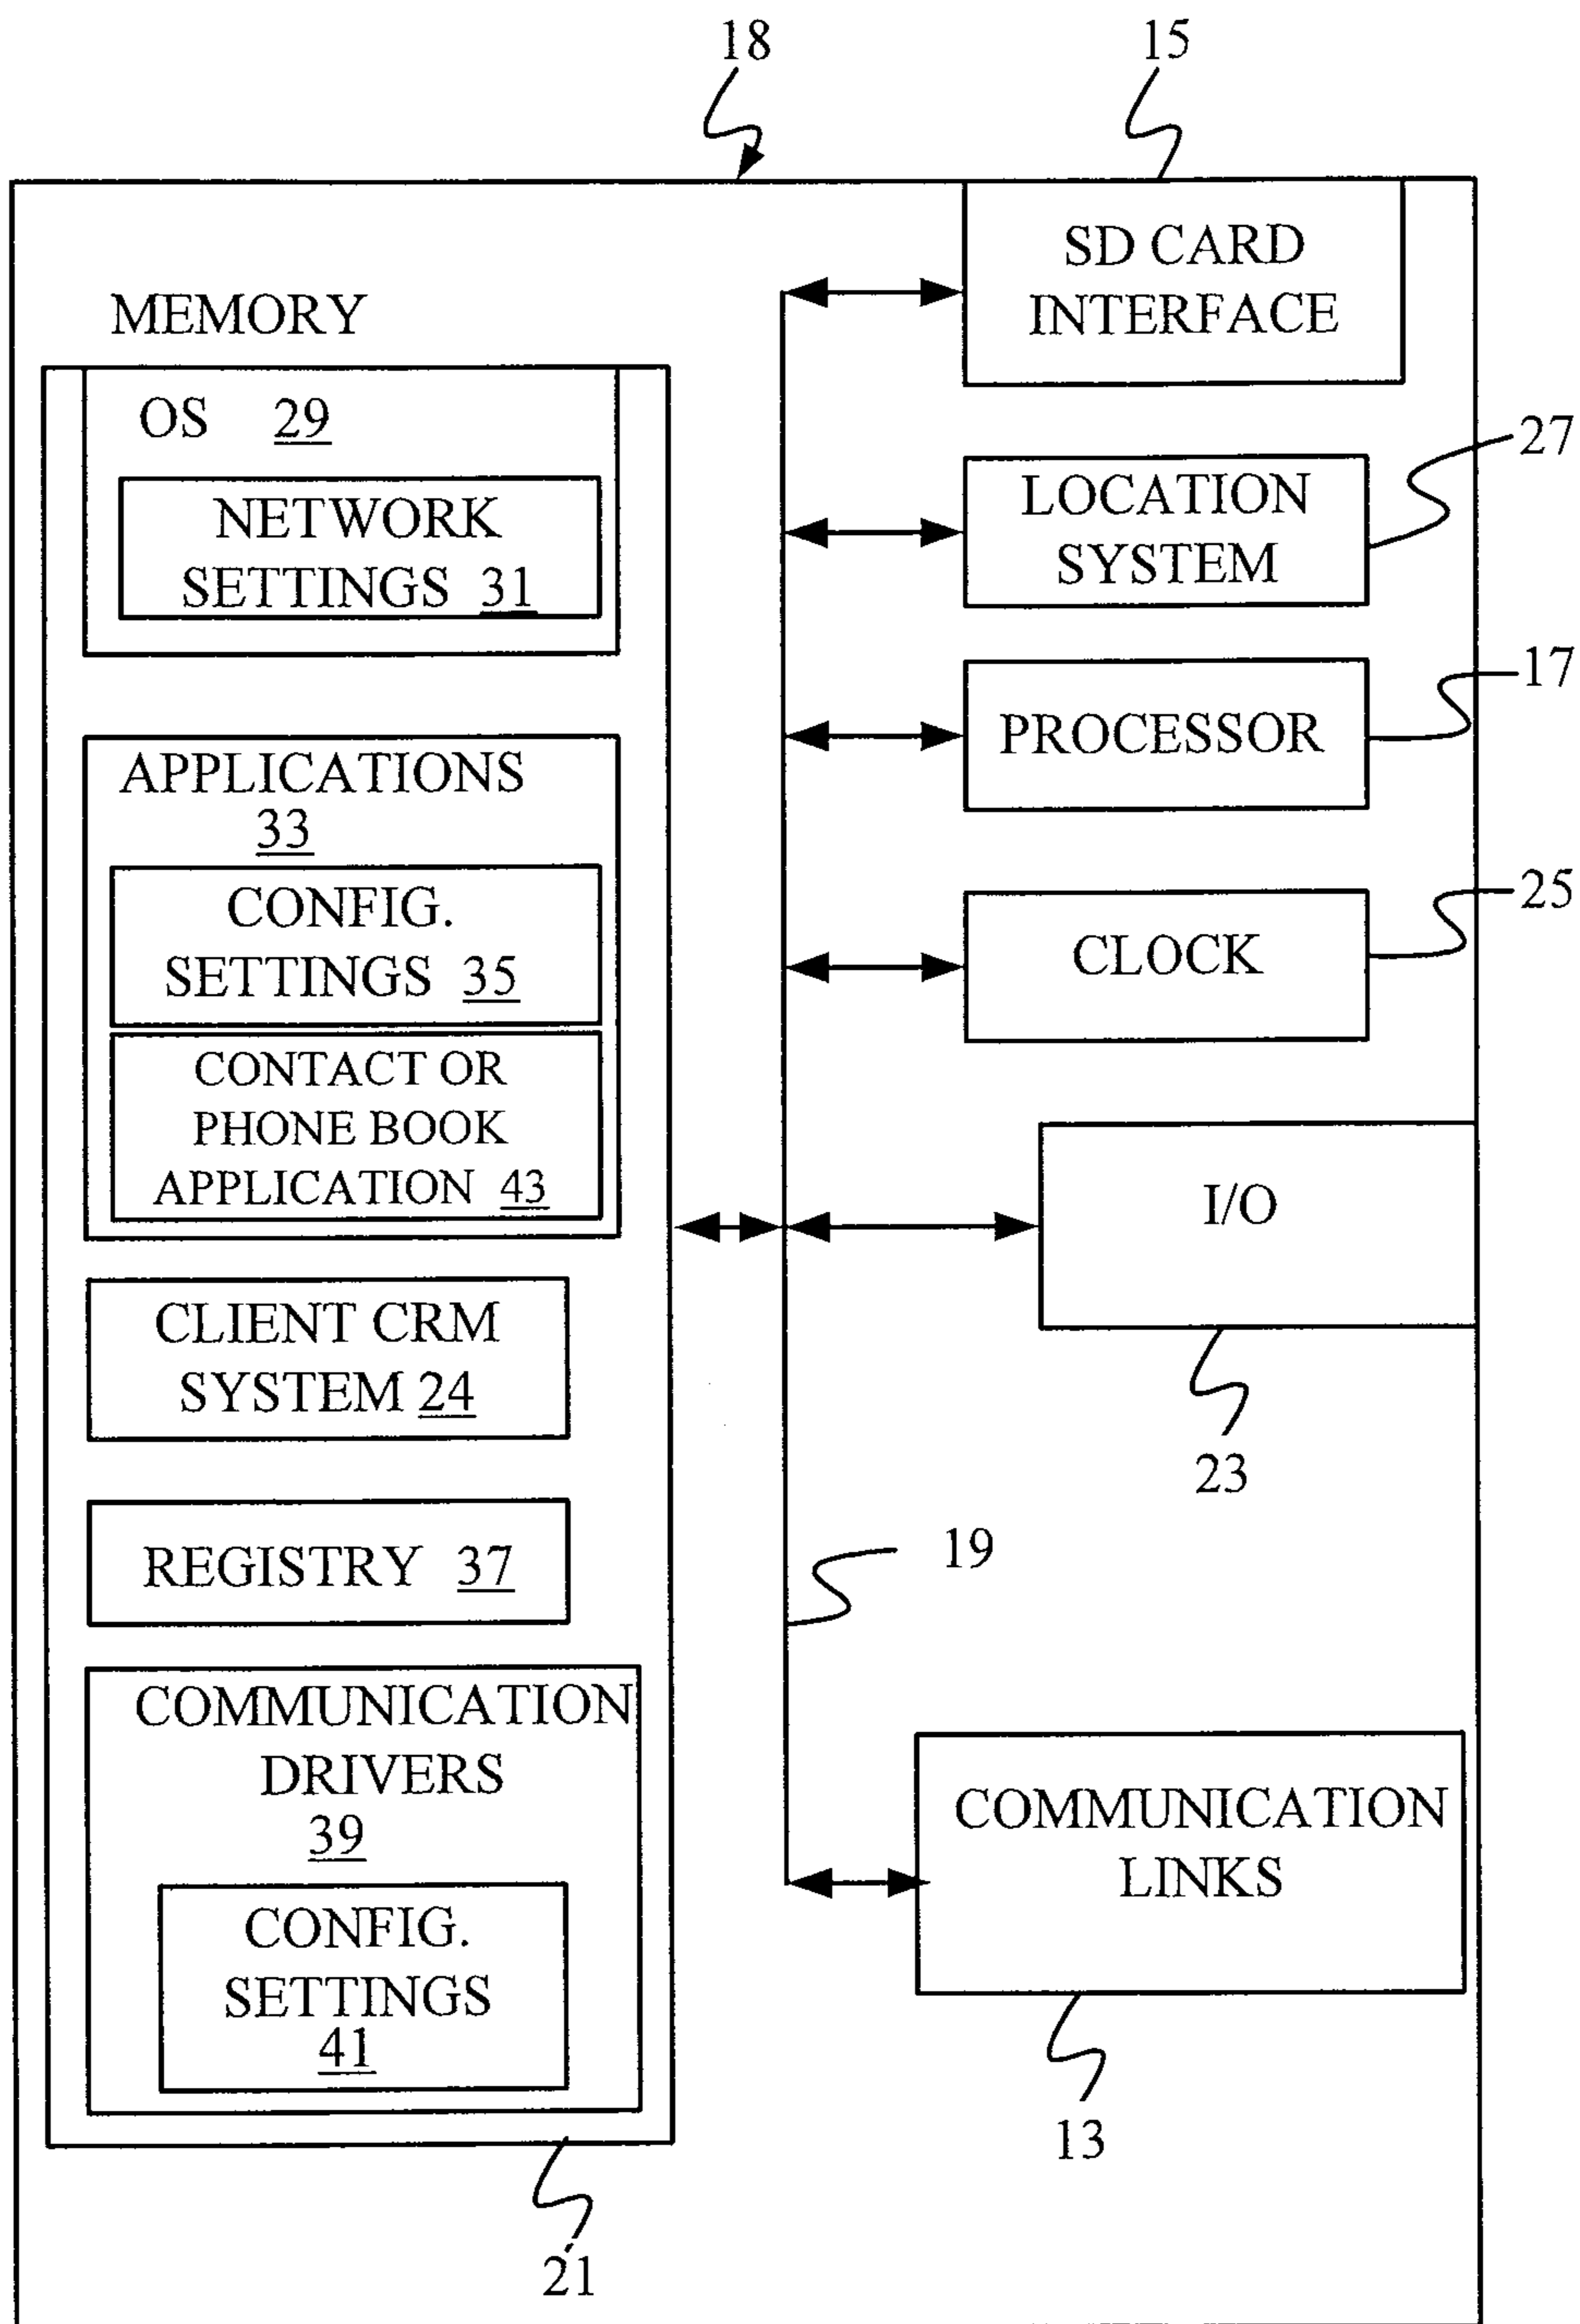 18
15
MEMORY
OS 29
NETWORK
SETTINGS 31
APPLICATIONS
33
CONFIG.
SETTINGS 35
CONTACT OR
PHONE BOOK
APPLICATION 43
CLIENT CRM
SYSTEM 24
REGISTRY 37
COMMUNICATION
DRIVERS
39
CONFIG.
SETTINGS
41
21
SD CARD
INTERFACE
LOCATION
SYSTEM
27
PROCESSOR
17
CLOCK
25
I/O
23
19
COMMUNICATION
LINKS
13